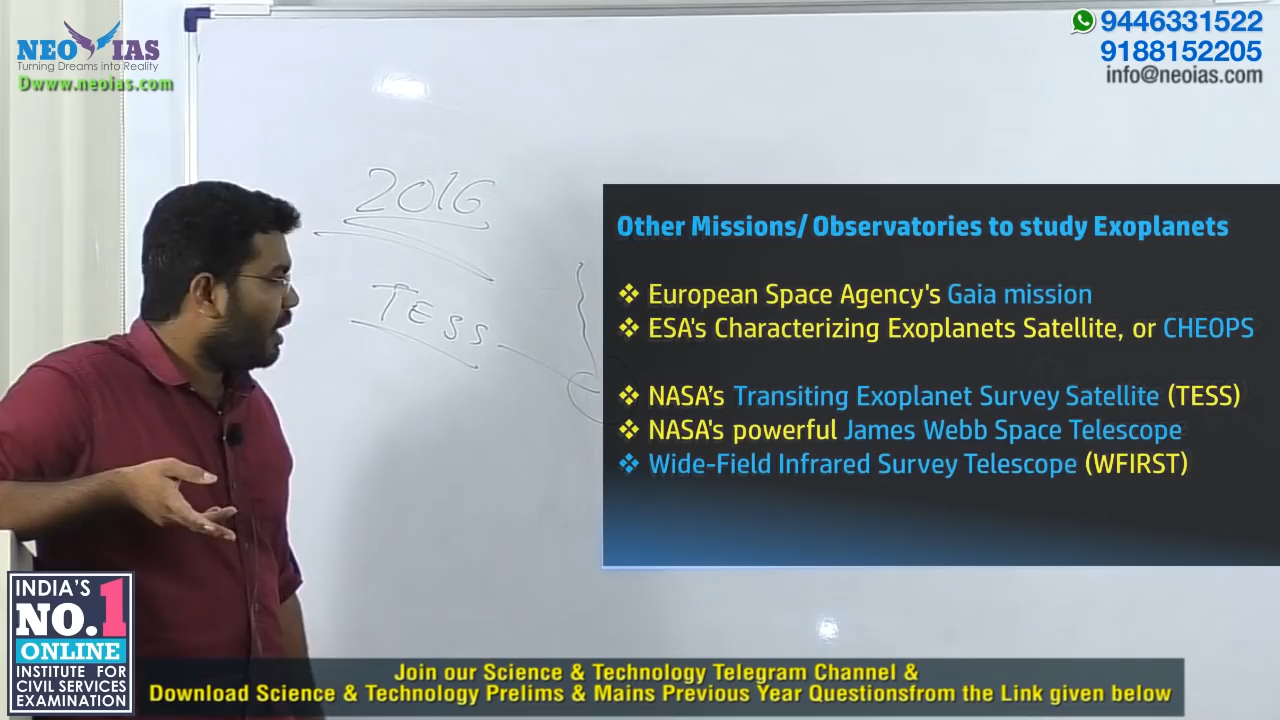 NEO IAS
Turning Dreams into Reality
Dwww.neoias.com
9446331522
9188152205
info@neoias.com
2016
TESS
Other Missions/ Observatories to study Exoplanets
❖ European Space Agency's Gaia mission
❖ ESA's Characterizing Exoplanets Satellite, or CHEOPS
❖ NASA’s Transiting Exoplanet Survey Satellite (TESS)
❖ NASA's powerful James Webb Space Telescope
❖ Wide-Field Infrared Survey Telescope (WFIRST)
INDIA'S
NO.1
ONLINE
INSTITUTE FOR
CIVIL SERVICES
EXAMINATION
Join our Science & Technology Telegram Channel &
Download Science & Technology Prelims & Mains Previous Year Questionsfrom the Link given below